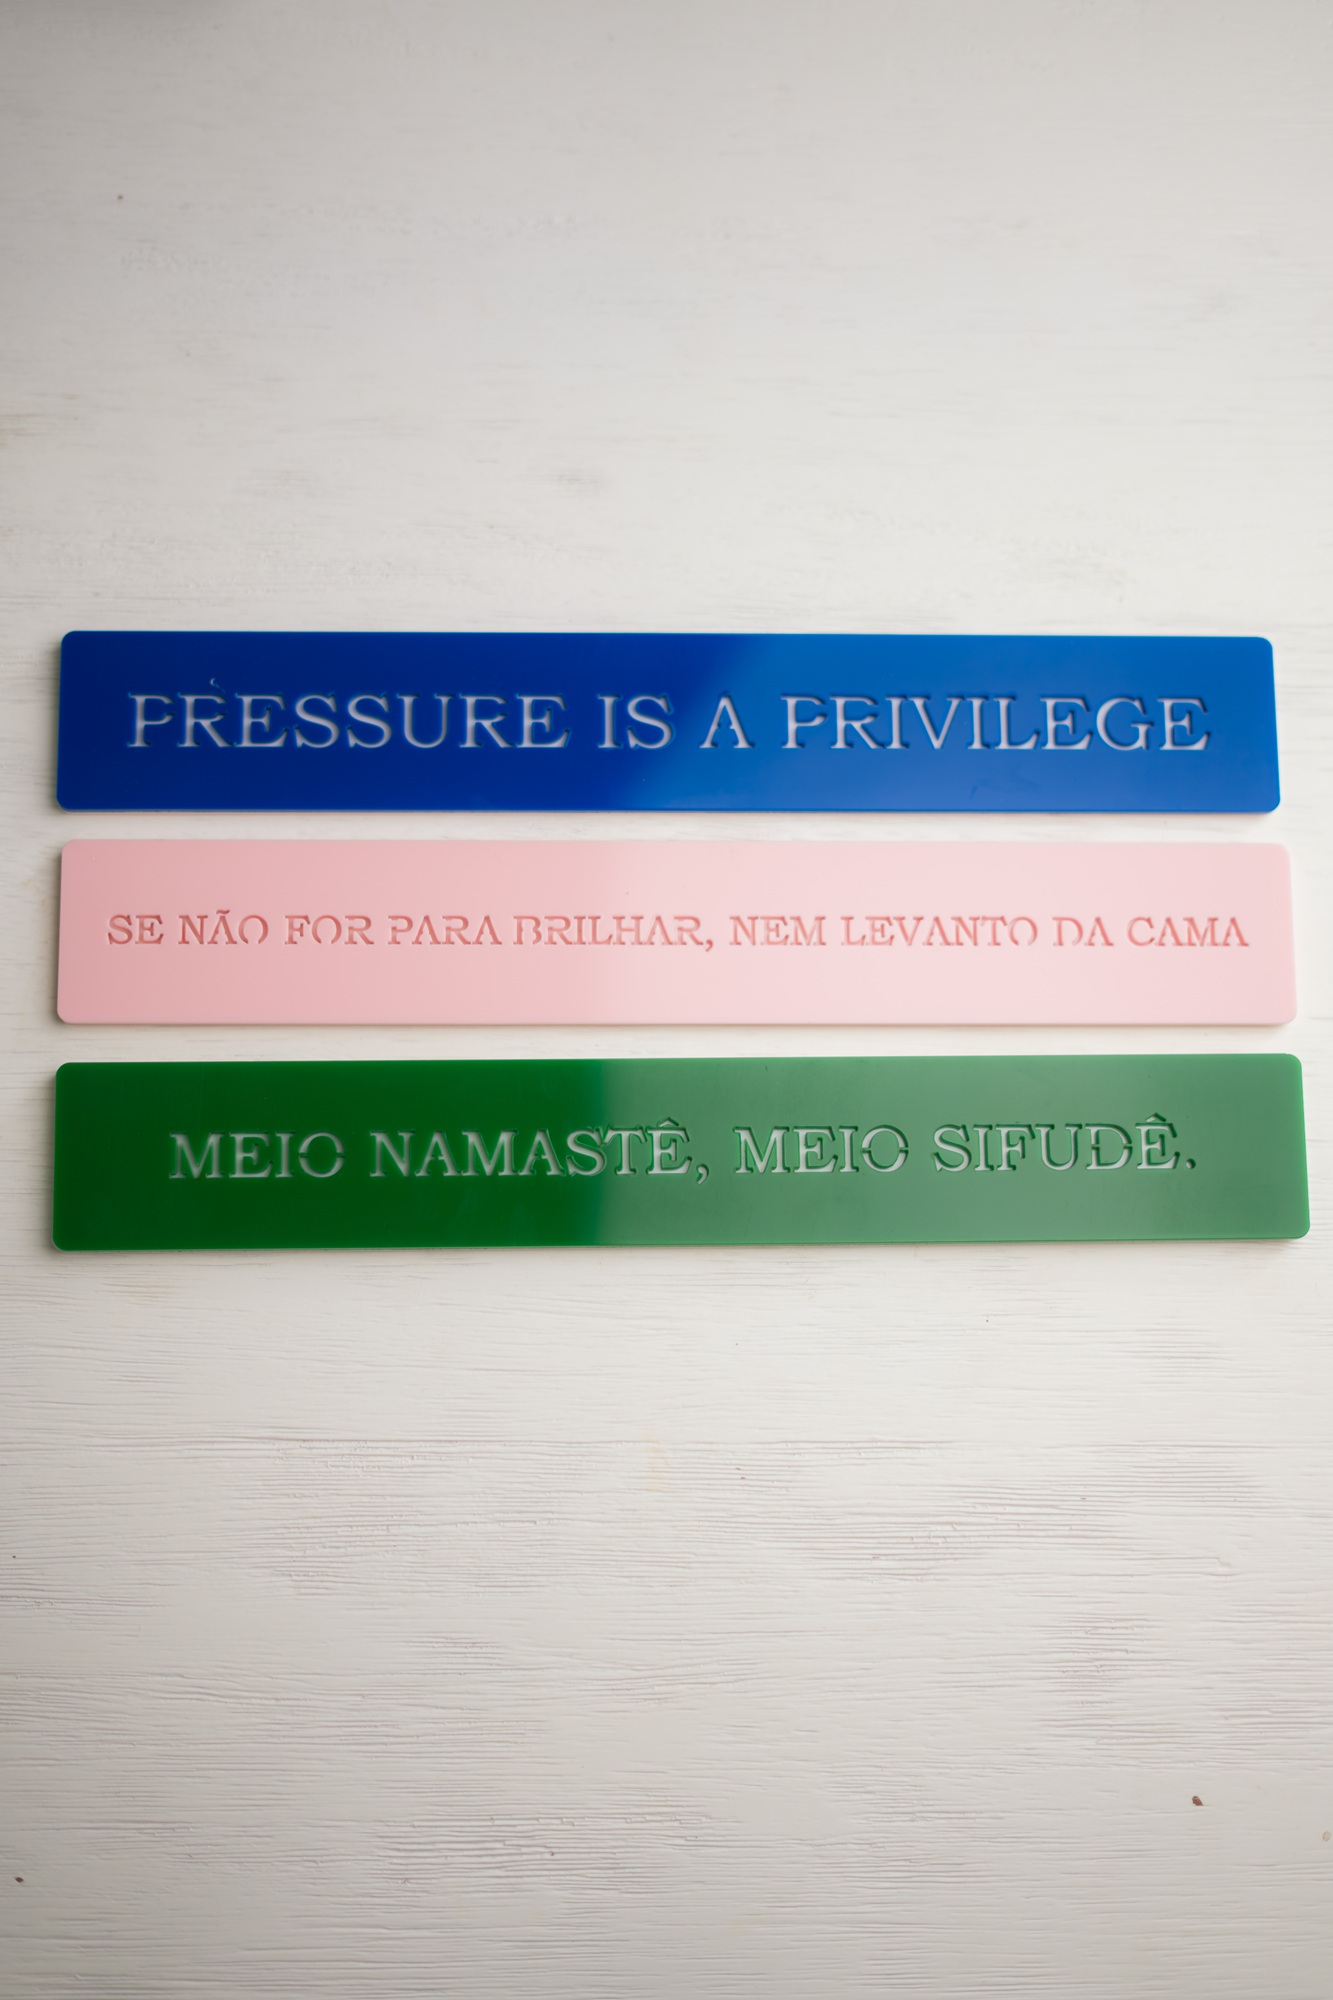 PRESSURE IS A PRIVILEGE
SE NÃO FOR PARA BRILHAR, NEM LEVANTO DA CAMA
MEIO NAMASTÊ, MEIO SIFUDÊ.